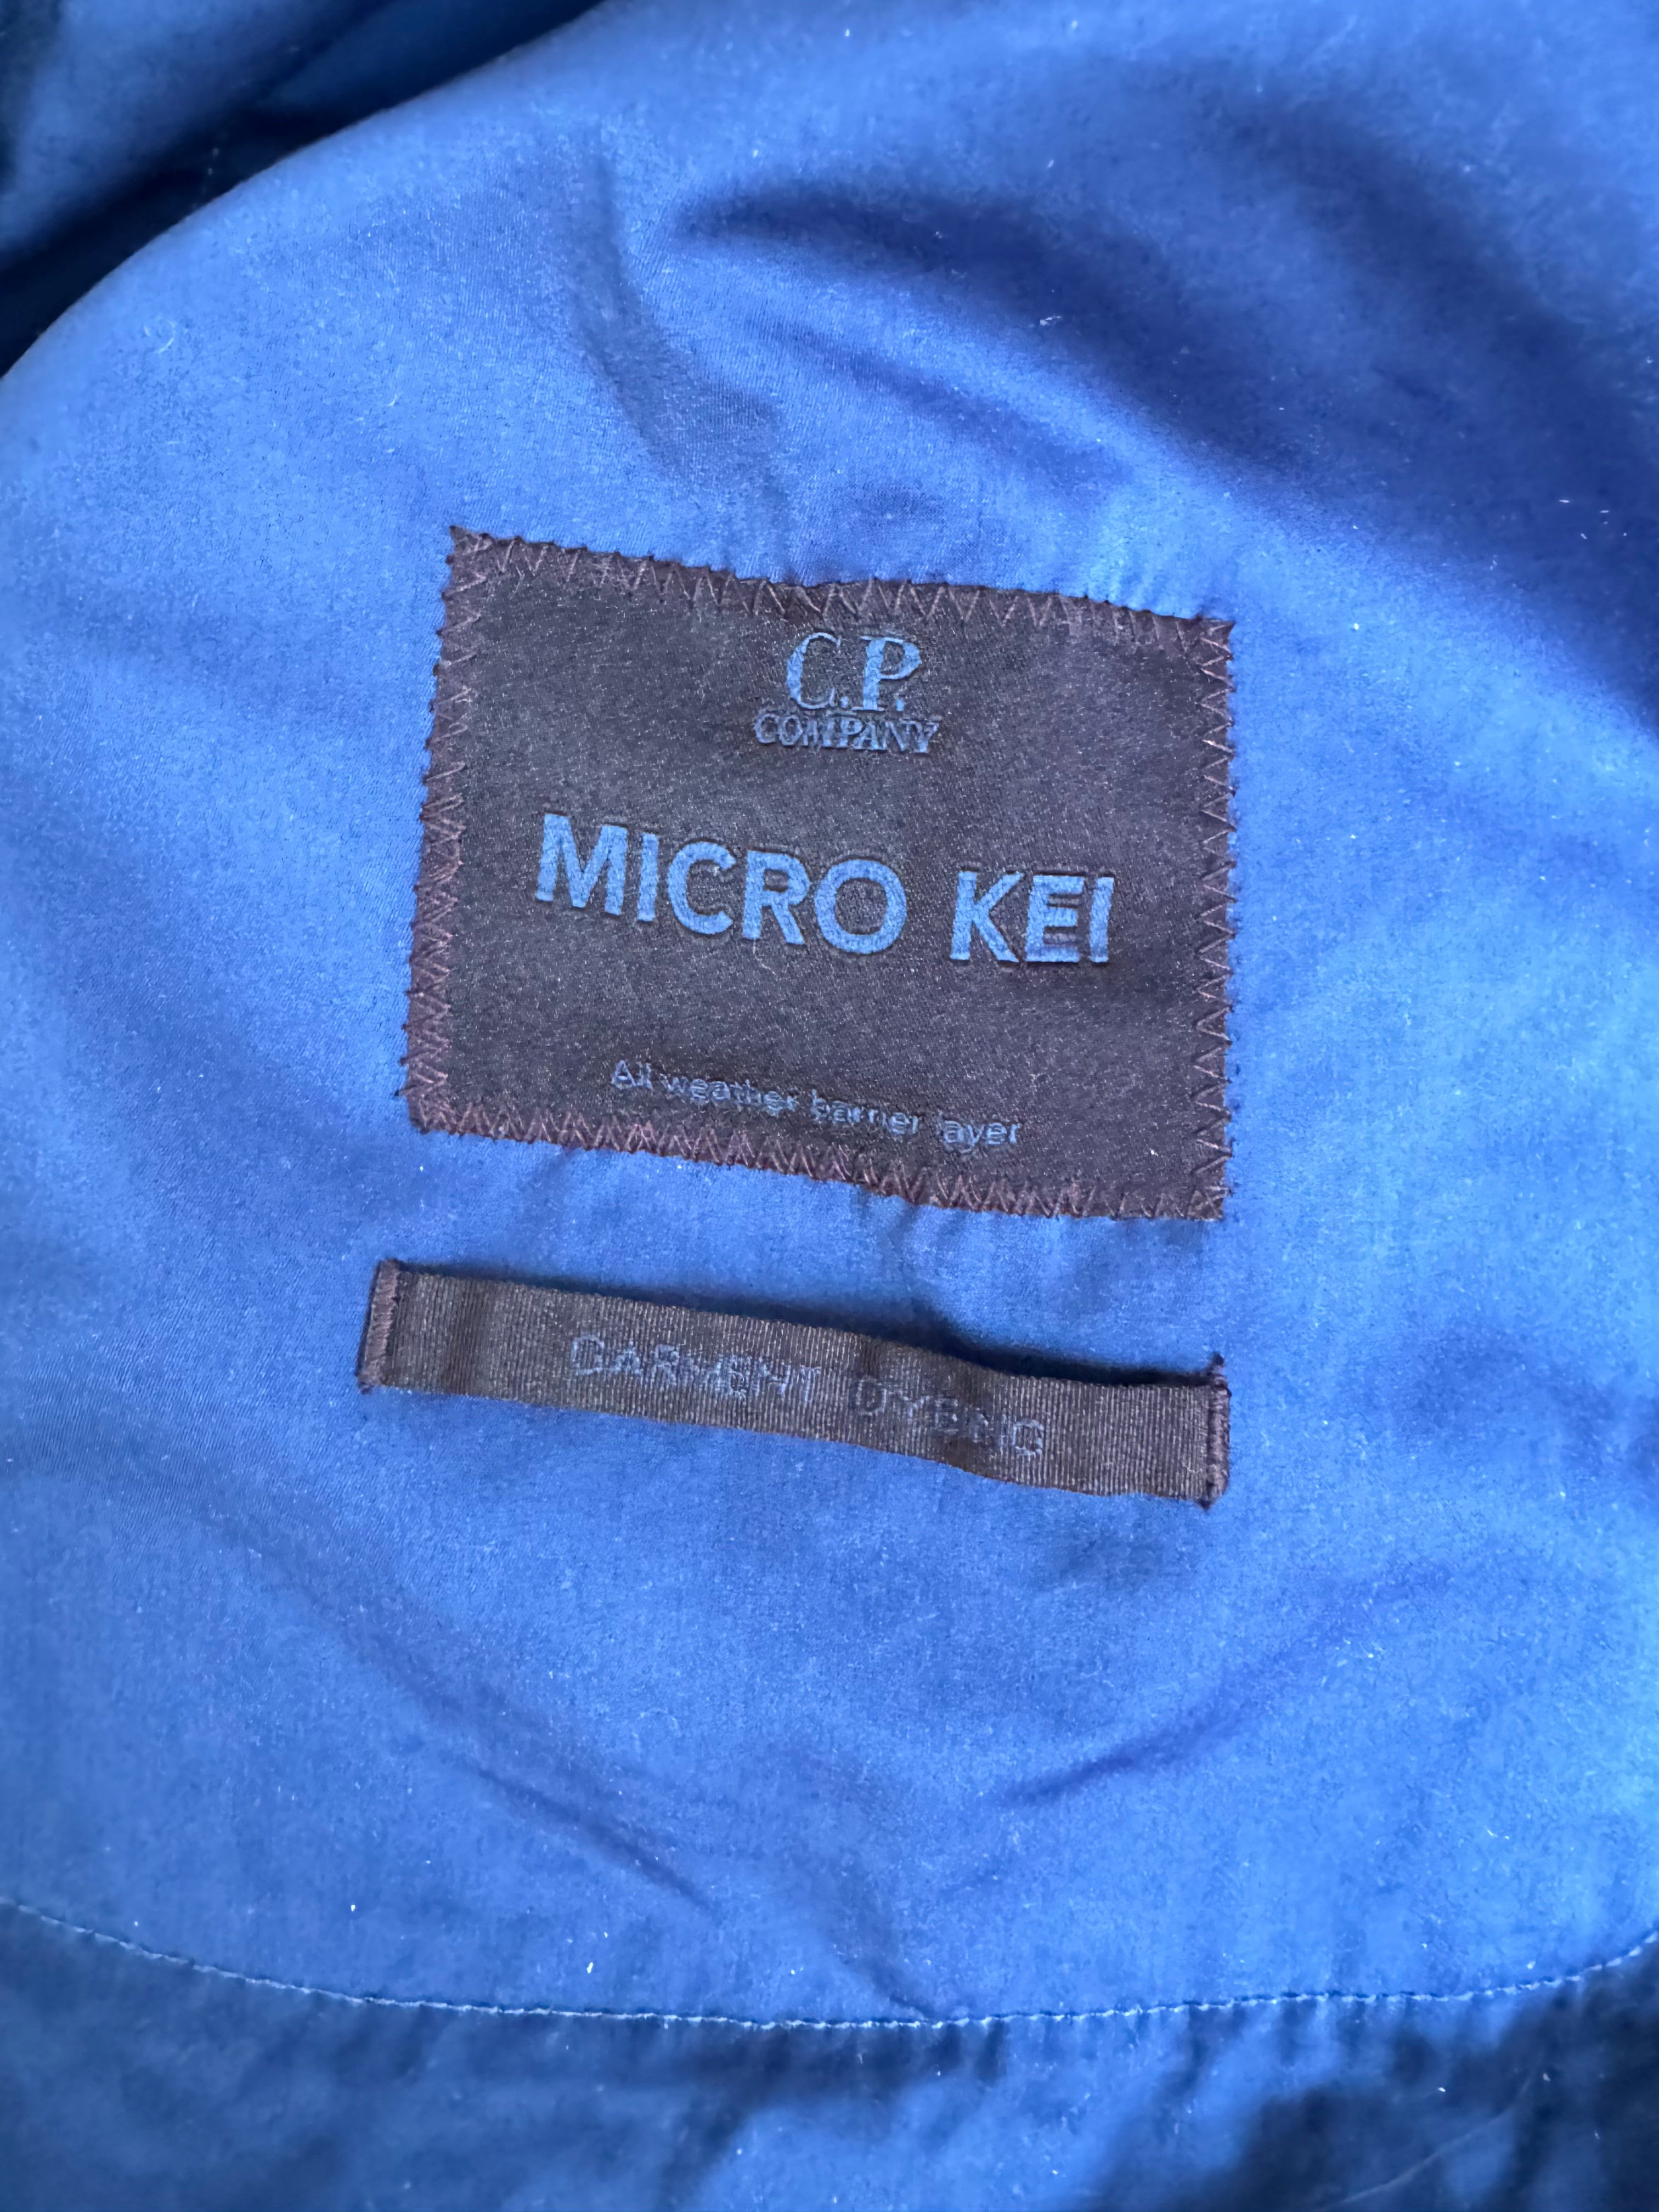 C.P.
COMPANY
MICRO KEI
All weather barrier layer
GARMENT DYEING